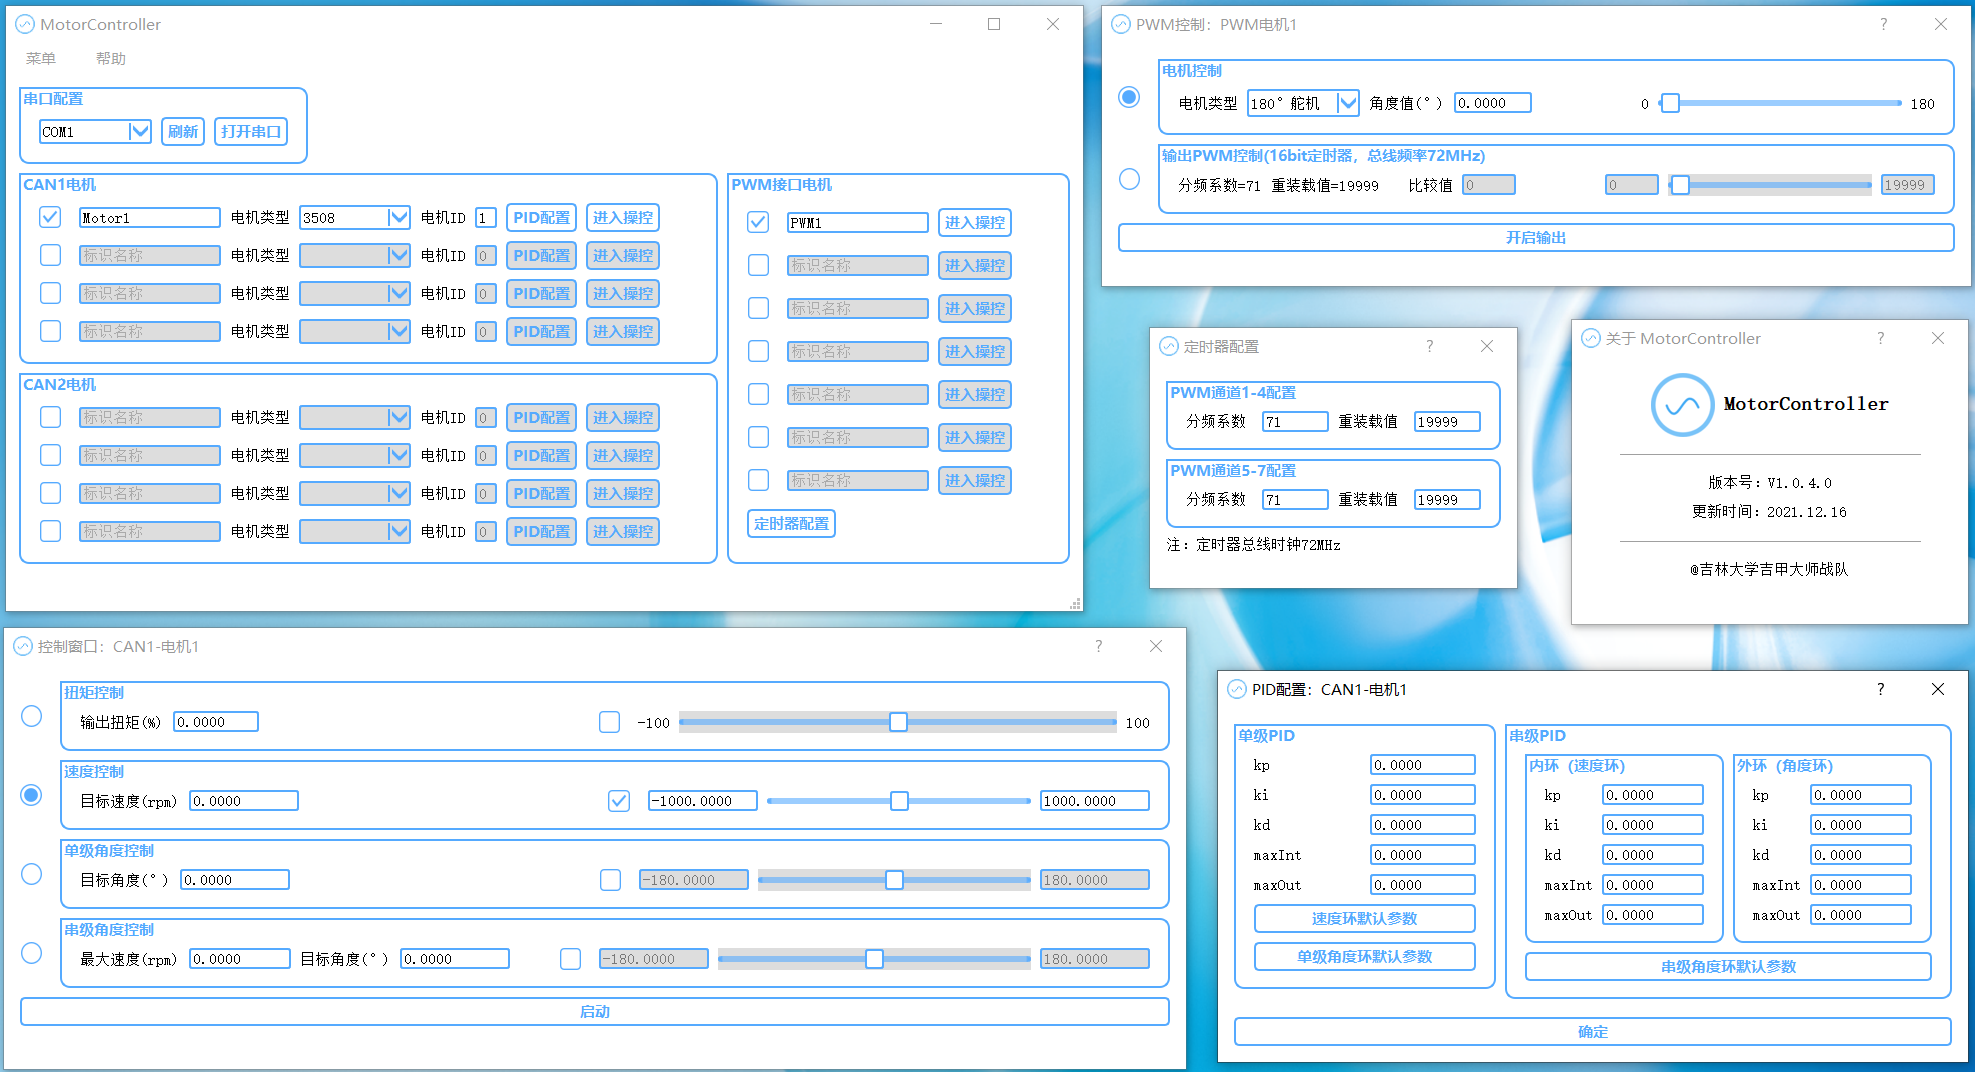 MotorController
菜单 帮助
串口配置
COM1 刷新 打开串口
CAN1电机
Motor1 电机类型 3508 电机ID 1 PID配置 进入操控
标识名称 电机类型 电机ID 0 PID配置 进入操控
标识名称 电机类型 电机ID 0 PID配置 进入操控
标识名称 电机类型 电机ID 0 PID配置 进入操控
CAN2电机
标识名称 电机类型 电机ID 0 PID配置 进入操控
标识名称 电机类型 电机ID 0 PID配置 进入操控
标识名称 电机类型 电机ID 0 PID配置 进入操控
标识名称 电机类型 电机ID 0 PID配置 进入操控
PWM接口电机
PWM1 进入操控
标识名称 进入操控
标识名称 进入操控
标识名称 进入操控
标识名称 进入操控
标识名称 进入操控
标识名称 进入操控
定时器配置
PWM控制：PWM电机1 ?
电机控制
电机类型 180°舵机 角度值(°) 0.0000 0 180
输出PWM控制(16bit定时器，总线频率72MHz)
分频系数=71 重装载值=19999 比较值 0 0 19999
开启输出
定时器配置 ?
PWM通道1-4配置
分频系数 71 重装载值 19999
PWM通道5-7配置
分频系数 71 重装载值 19999
注：定时器总线时钟72MHz
关于 MotorController ?
MotorController
版本号：V1.0.4.0
更新时间：2021.12.16
@吉林大学吉甲大师战队
控制窗口：CAN1-电机1 ?
扭矩控制
输出扭矩(%) 0.0000 -100 100
速度控制
目标速度(rpm) 0.0000 -1000.0000 1000.0000
单级角度控制
目标角度(°) 0.0000 -180.0000 180.0000
串级角度控制
最大速度(rpm) 0.0000 目标角度(°) 0.0000 -180.0000 180.0000
启动
PID配置：CAN1-电机1 ?
单级PID
kp 0.0000
ki 0.0000
kd 0.0000
maxInt 0.0000
maxOut 0.0000
速度环默认参数
单级角度环默认参数
串级PID
内环（速度环）
kp 0.0000
ki 0.0000
kd 0.0000
maxInt 0.0000
maxOut 0.0000
外环（角度环）
kp 0.0000
ki 0.0000
kd 0.0000
maxInt 0.0000
maxOut 0.0000
串级角度环默认参数
确定